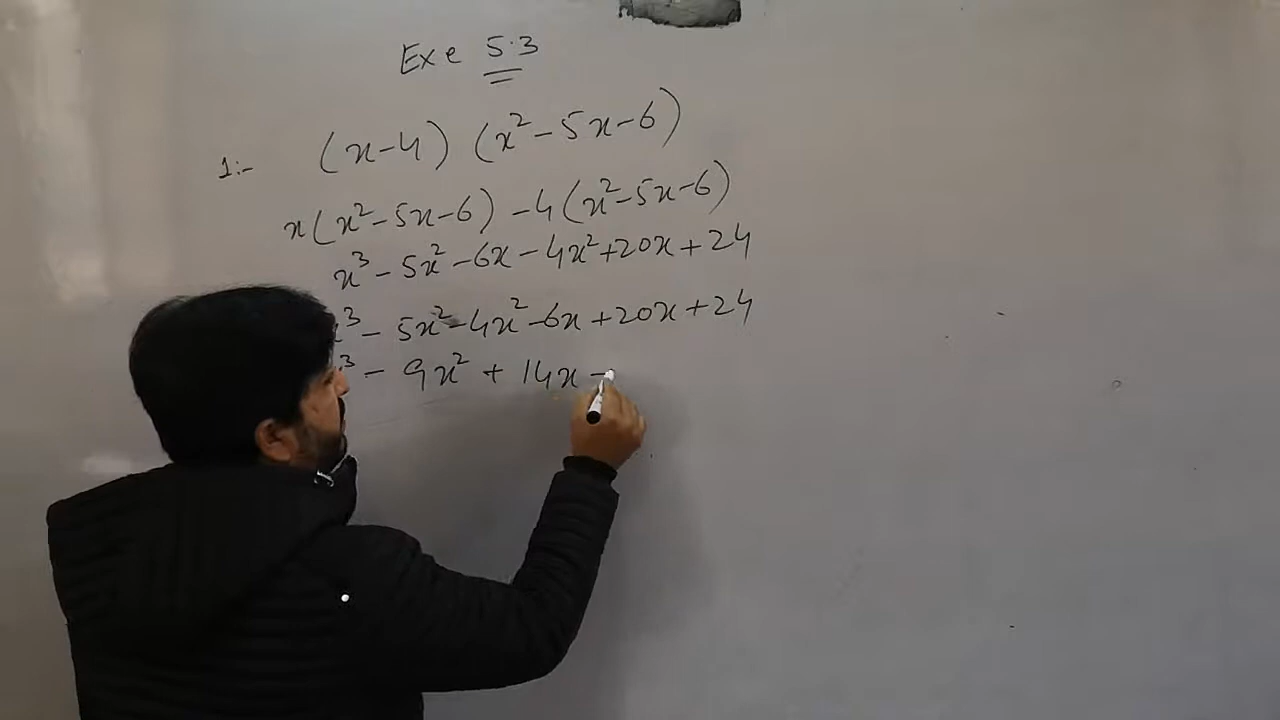 Exe 5.3
1:- (x-4) (x²-5x-6)
x(x²-5x-6) -4(x²-5x-6)
x³-5x²-6x-4x²+20x+24
x³-5x²-4x²-6x+20x+24
³-9x²+14x